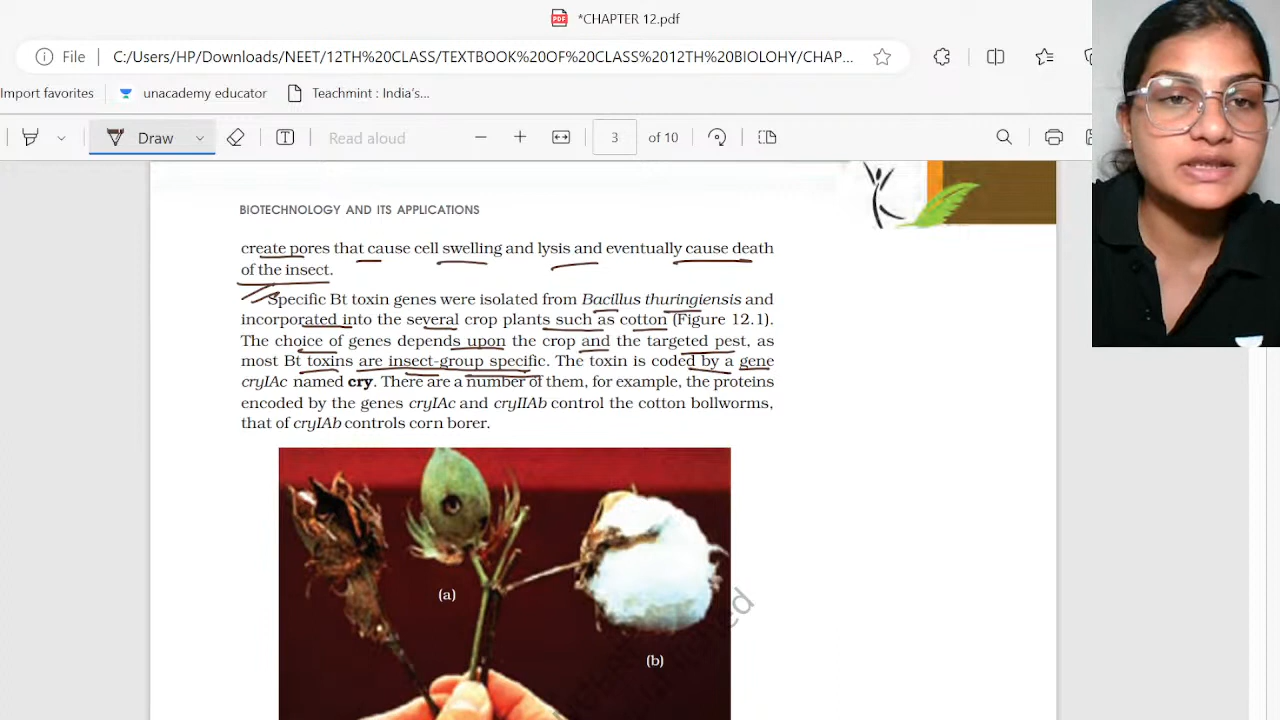 *CHAPTER 12.pdf
File C:/Users/HP/Downloads/NEET/12TH%20CLASS/TEXTBOOK%20OF%20CLASS%2012TH%20BIOLOHY/CHAP...
Import favorites unacademy educator Teachmint : India's...
Draw Read aloud 3 of 10
BIOTECHNOLOGY AND ITS APPLICATIONS
create pores that cause cell swelling and lysis and eventually cause death
of the insect.
Specific Bt toxin genes were isolated from Bacillus thuringiensis and
incorporated into the several crop plants such as cotton (Figure 12.1).
The choice of genes depends upon the crop and the targeted pest, as
most Bt toxins are insect-group specific. The toxin is coded by a gene
cryIAc named cry. There are a number of them, for example, the proteins
encoded by the genes cryIAc and cryIIAb control the cotton bollworms,
that of cryIAb controls corn borer.
(a)
(b)